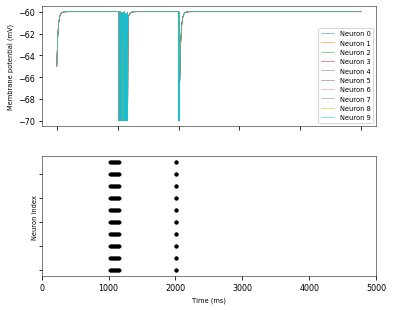 Membrane potential (mV)
−60
−62
−64
−66
−68
−70
Neuron 0
Neuron 1
Neuron 2
Neuron 3
Neuron 4
Neuron 5
Neuron 6
Neuron 7
Neuron 8
Neuron 9
Neuron index
0
1000
2000
3000
4000
5000
Time (ms)